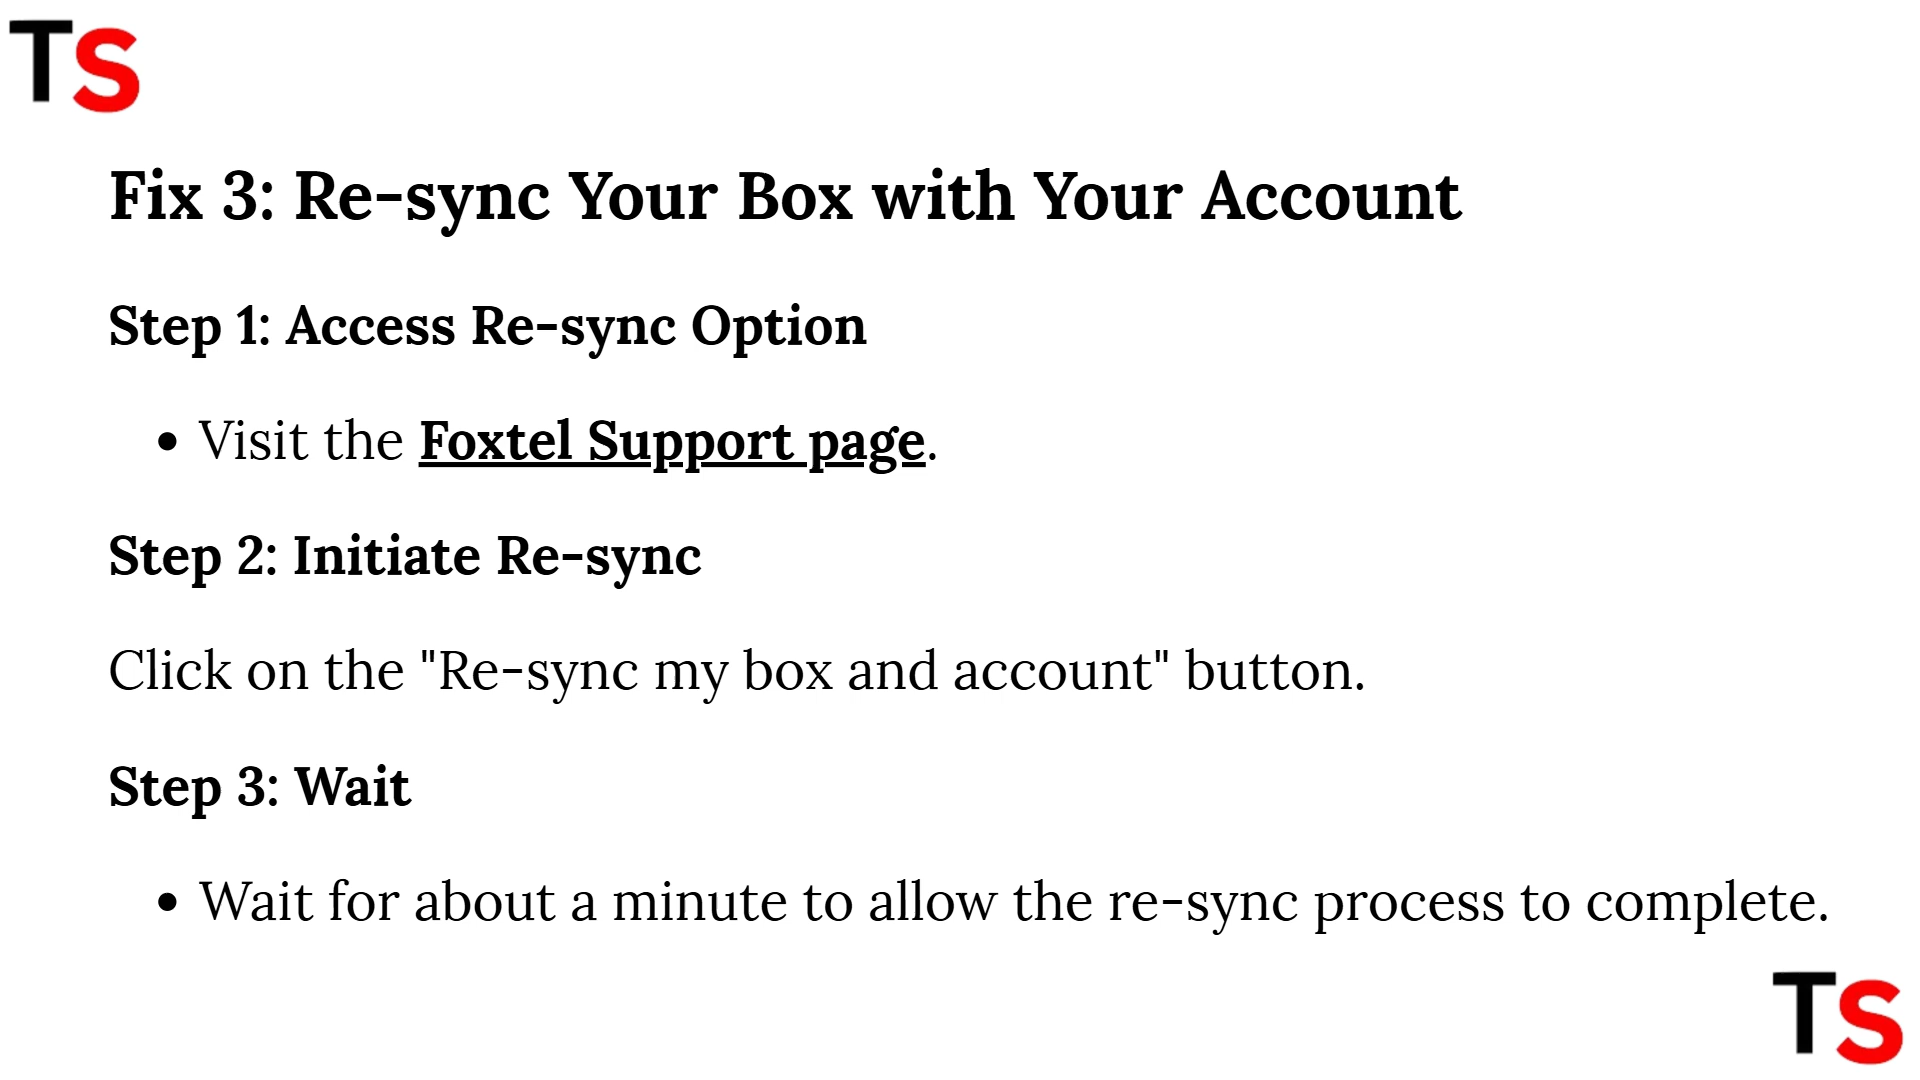 TS
Fix 3: Re-sync Your Box with Your Account
Step 1: Access Re-sync Option
• Visit the Foxtel Support page.
Step 2: Initiate Re-sync
Click on the "Re-sync my box and account" button.
Step 3: Wait
• Wait for about a minute to allow the re-sync process to complete.
TS